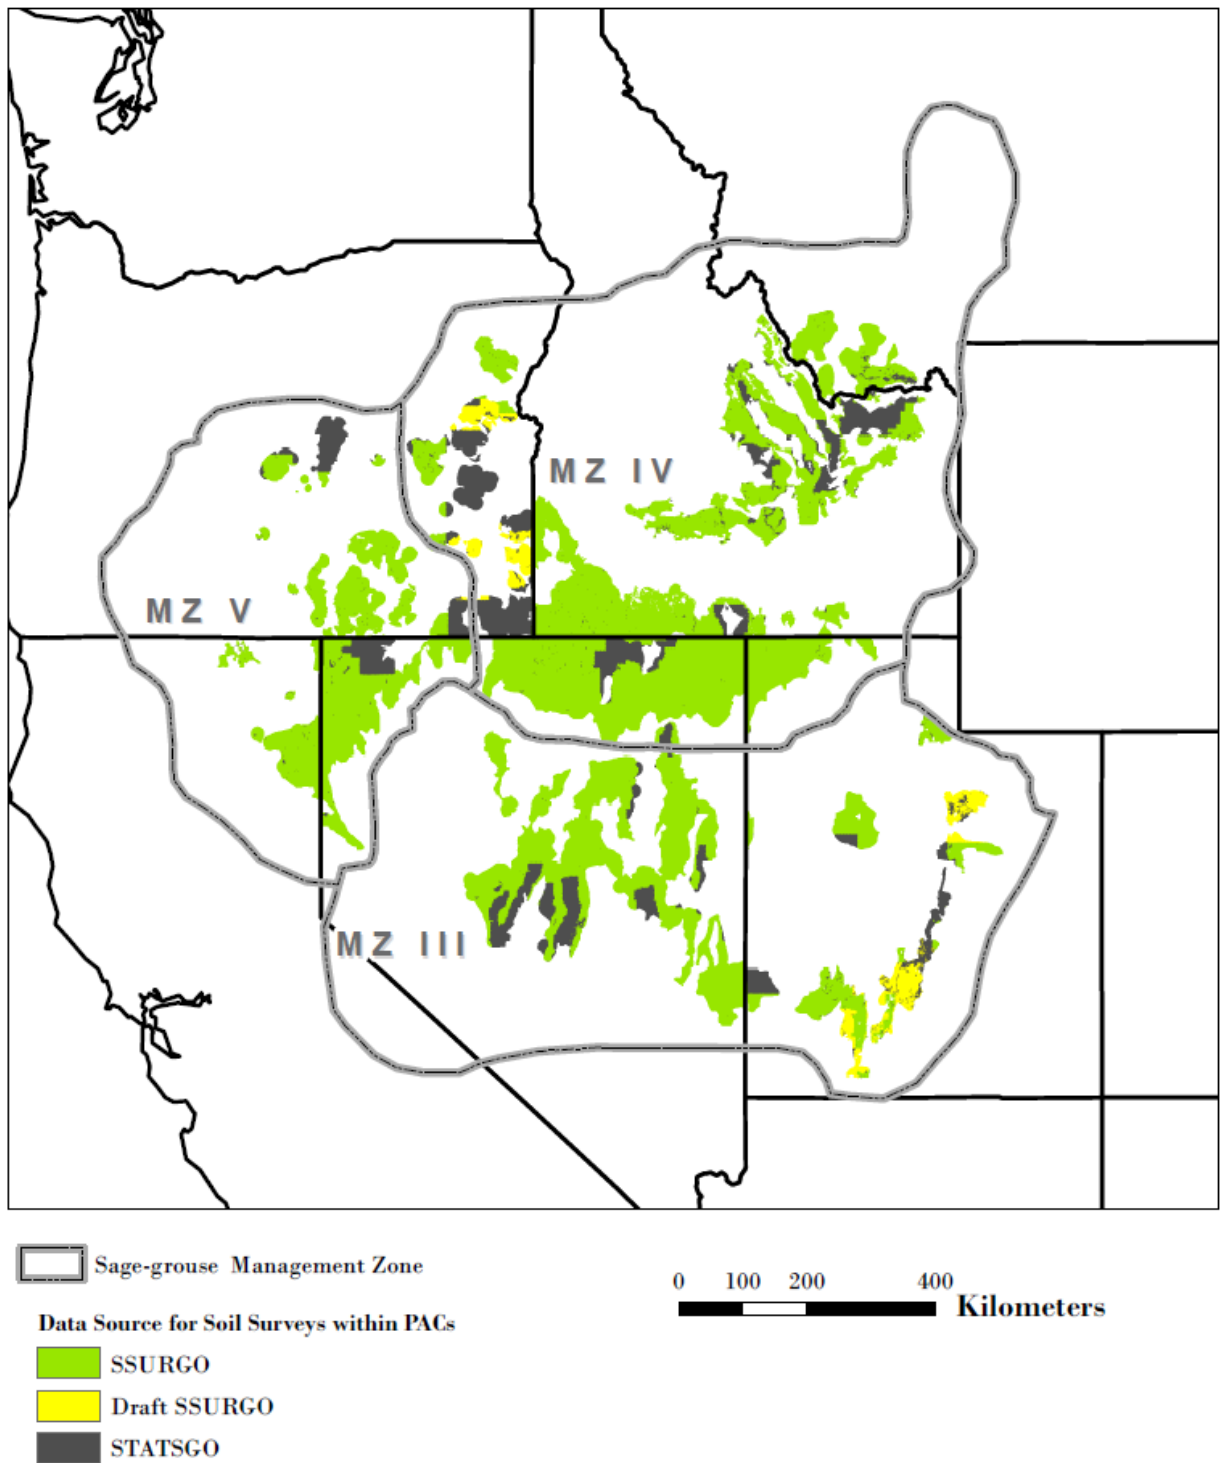 MZ IV
MZ V
MZ III
Sage-grouse Management Zone
0 100 200 400
Kilometers
Data Source for Soil Surveys within PACs
SSURGO
Draft SSURGO
STATSGO